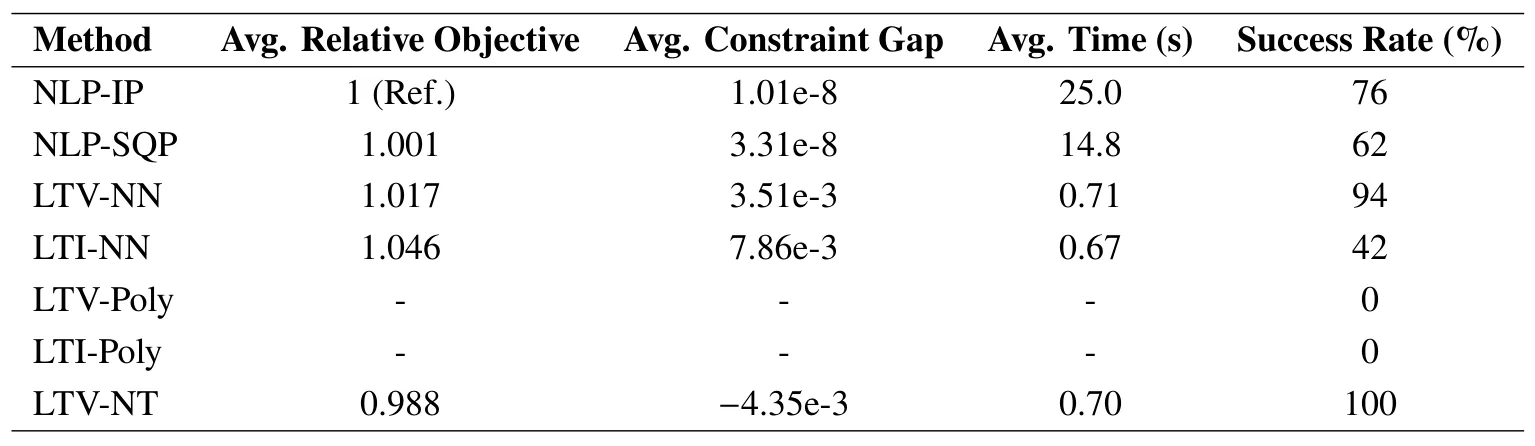 Method Avg. Relative Objective Avg. Constraint Gap Avg. Time (s) Success Rate (%)
NLP-IP 1 (Ref.) 1.01e-8 25.0 76
NLP-SQP 1.001 3.31e-8 14.8 62
LTV-NN 1.017 3.51e-3 0.71 94
LTI-NN 1.046 7.86e-3 0.67 42
LTV-Poly - - - 0
LTI-Poly - - - 0
LTV-NT 0.988 −4.35e-3 0.70 100